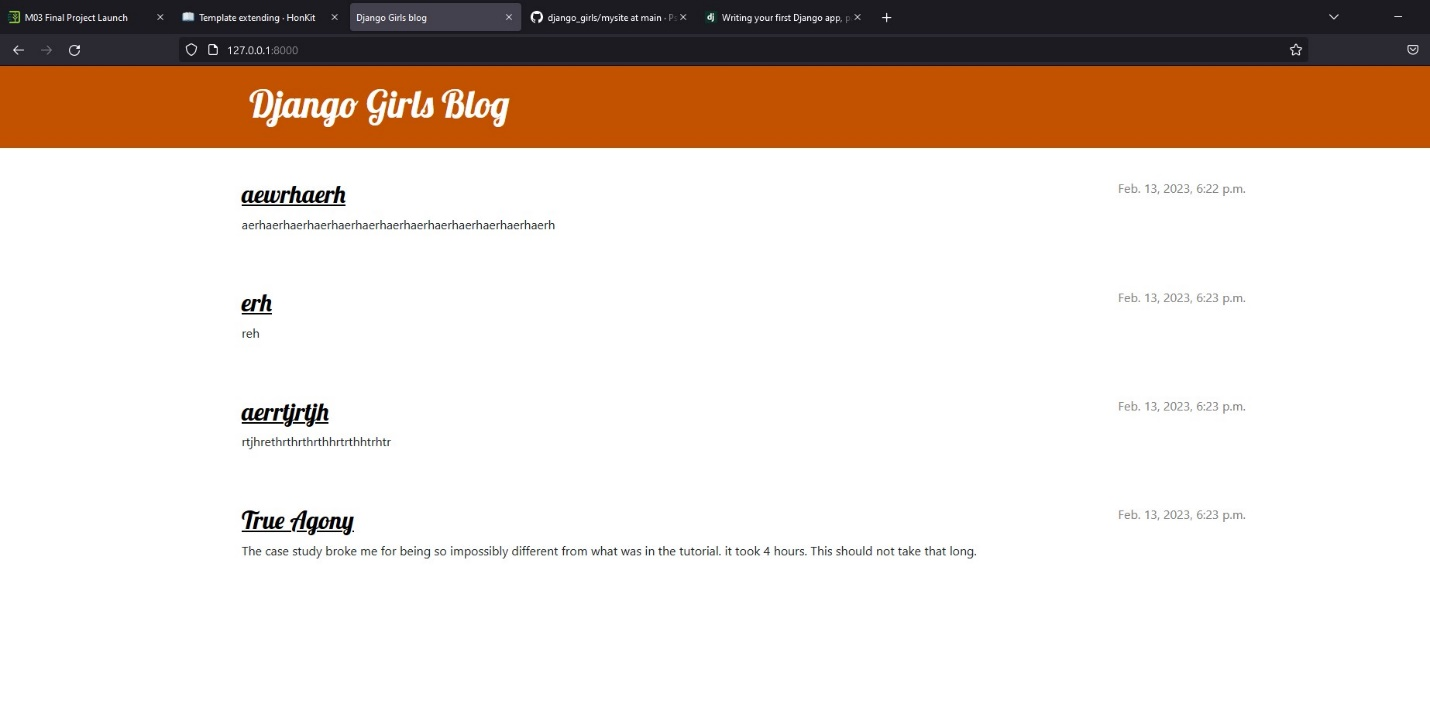 M03 Final Project Launch
Template extending · HonKit
Django Girls blog
django_girls/mysite at main ·
Writing your first Django app,
127.0.0.1:8000
Django Girls Blog
aewrhaerh
Feb. 13, 2023, 6:22 p.m.
aerhaerhaerhaerhaerhaerhaerhaerhaerhaerhaerhaerhaerh
erh
Feb. 13, 2023, 6:23 p.m.
reh
aerrtjrtjh
Feb. 13, 2023, 6:23 p.m.
rtjhrethrthrthrthhrtrthhtrhtr
True Agony
Feb. 13, 2023, 6:23 p.m.
The case study broke me for being so impossibly different from what was in the tutorial. it took 4 hours. This should not take that long.